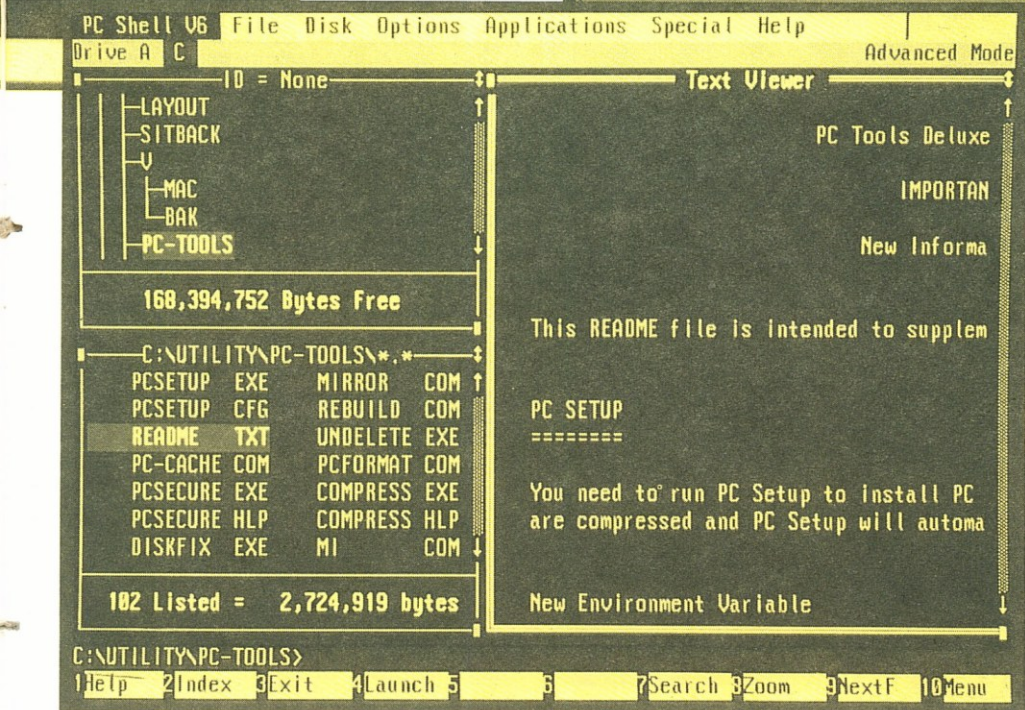 PC Shell V6 File Disk Options Applications Special Help
Drive A C Advanced Mode
ID = None
LAYOUT
SITBACK
V
MAC
BAK
PC-TOOLS
168,394,752 Bytes Free
C:\UTILITY\PC-TOOLS\*.*
PCSETUP EXE MIRROR COM
PCSETUP CFG REBUILD COM
README TXT UNDELETE EXE
PC-CACHE COM PCFORMAT COM
PCSECURE EXE COMPRESS EXE
PCSECURE HLP COMPRESS HLP
DISKFIX EXE MI COM
102 Listed = 2,724,919 bytes
Text Viewer
PC Tools Deluxe
IMPORTAN
New Informa
This README file is intended to supplem
PC SETUP
========
You need to run PC Setup to install PC
are compressed and PC Setup will automa
New Environment Variable
C:\UTILITY\PC-TOOLS>
1Help 2Index 3Exit 4Launch 5 6 7Search 8Zoom 9NextF 10Menu